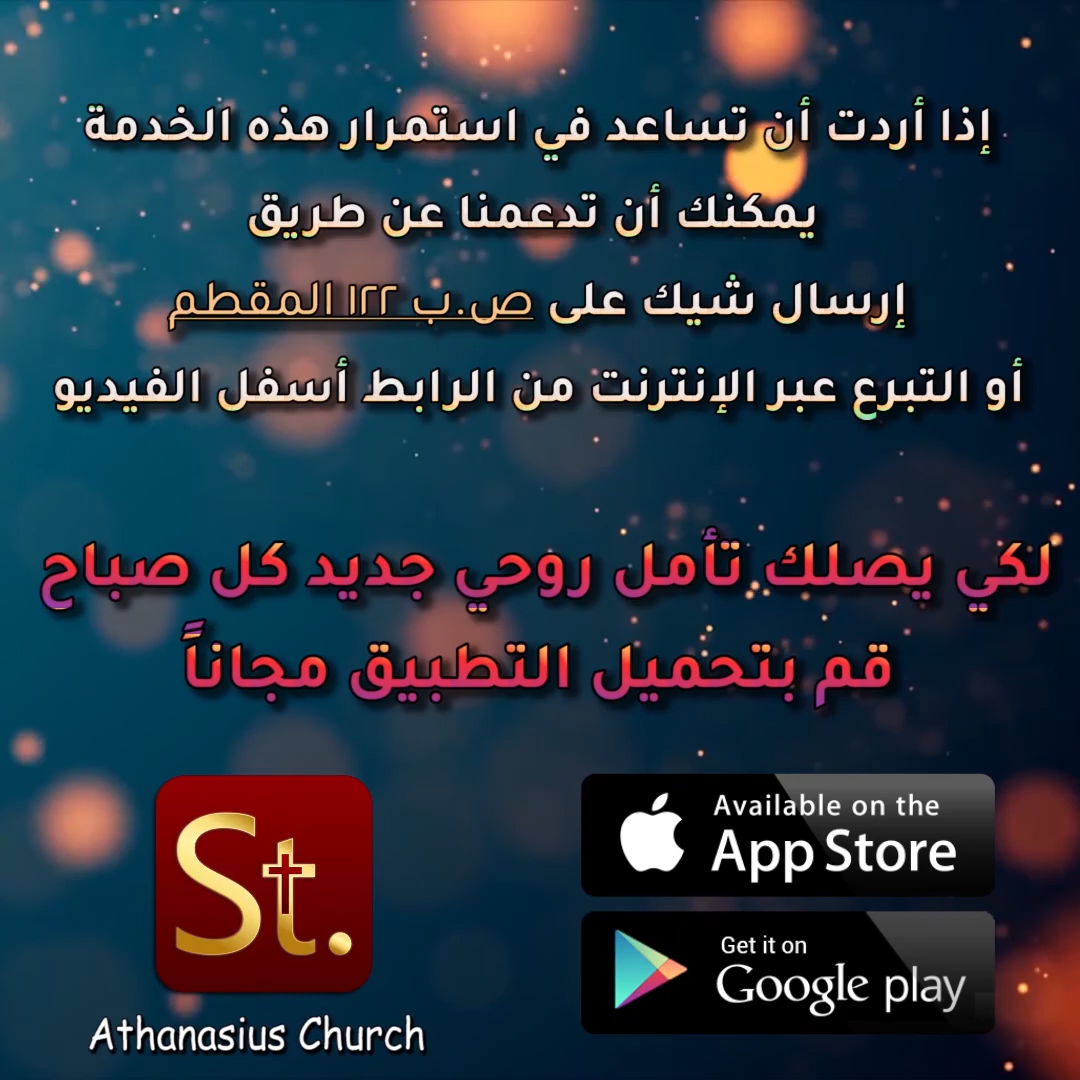 إذا أردت أن تساعد في استمرار هذه الخدمة
يمكنك أن تدعمنا عن طريق
إرسال شيك على ص.ب ١٢٢ المقطم
أو التبرع عبر الإنترنت من الرابط أسفل الفيديو
لكي يصلك تأمل روحي جديد كل صباح
قم بتحميل التطبيق مجاناً
St.
Athanasius Church
Available on the
App Store
Get it on
Google play